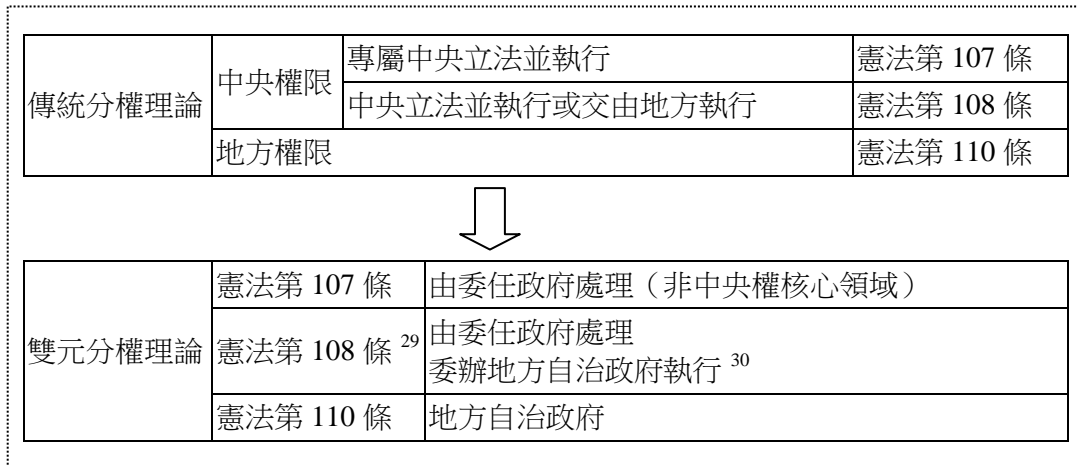 傳統分權理論
中央權限
專屬中央立法並執行
憲法第 107 條
中央立法並執行或交由地方執行
憲法第 108 條
地方權限
憲法第 110 條
雙元分權理論
憲法第 107 條
由委任政府處理（非中央權核心領域）
憲法第 108 條 29
由委任政府處理
委辦地方自治政府執行 30
憲法第 110 條
地方自治政府